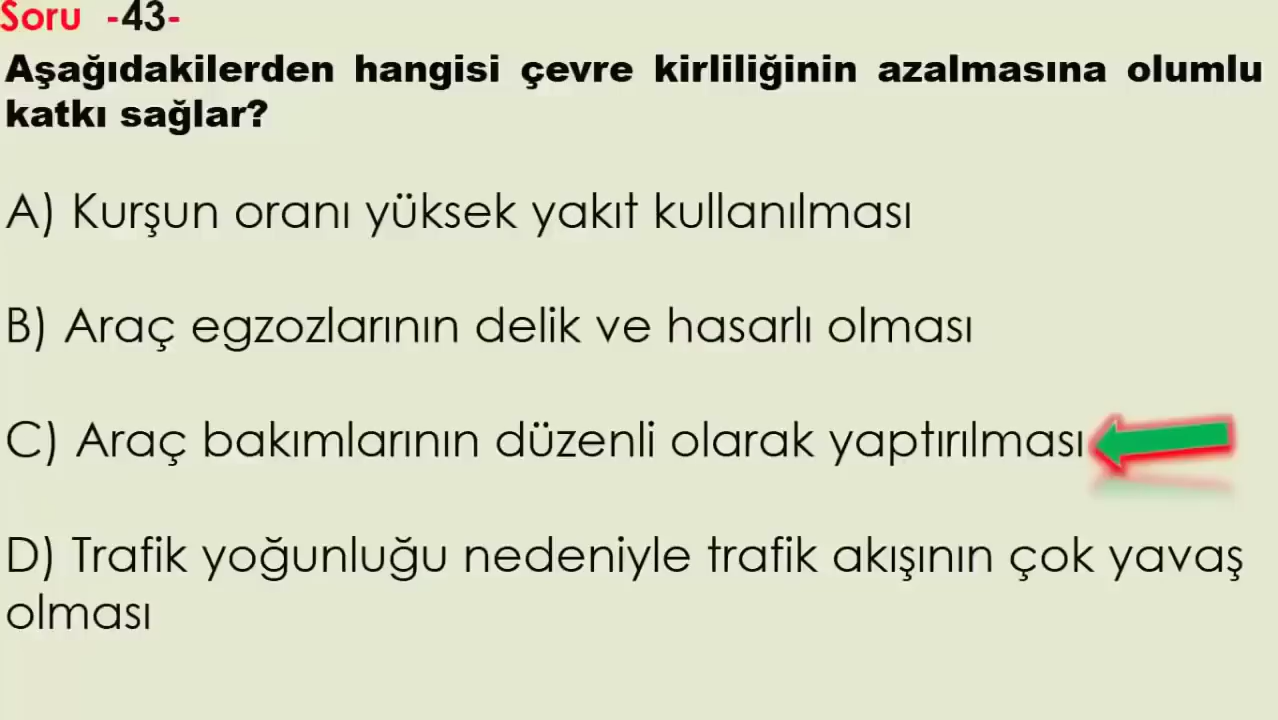 Soru -43-
Aşağıdakilerden hangisi çevre kirliliğinin azalmasına olumlu
katkı sağlar?
A) Kurşun oranı yüksek yakıt kullanılması
B) Araç egzozlarının delik ve hasarlı olması
C) Araç bakımlarının düzenli olarak yaptırılması
D) Trafik yoğunluğu nedeniyle trafik akışının çok yavaş
olması